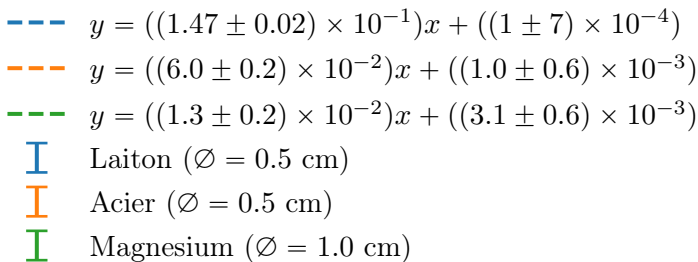 y = ((1.47 ± 0.02) × 10⁻¹)x + ((1 ± 7) × 10⁻⁴)
y = ((6.0 ± 0.2) × 10⁻²)x + ((1.0 ± 0.6) × 10⁻³)
y = ((1.3 ± 0.2) × 10⁻²)x + ((3.1 ± 0.6) × 10⁻³)
Laiton (∅ = 0.5 cm)
Acier (∅ = 0.5 cm)
Magnesium (∅ = 1.0 cm)